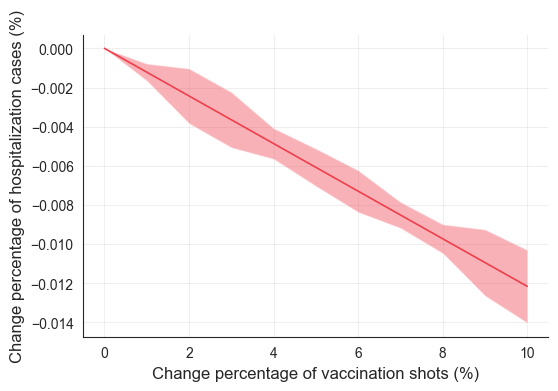 Change percentage of hospitalization cases (%)
0.000
−0.002
−0.004
−0.006
−0.008
−0.010
−0.012
−0.014
0 2 4 6 8 10
Change percentage of vaccination shots (%)